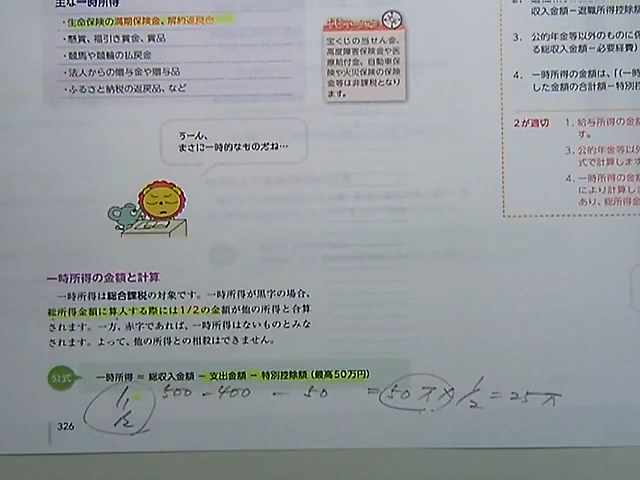 主な一時所得
・生命保険の満期保険金、解約返戻金
・懸賞、福引き賞金、賞品
・競馬や競輪の払戻金
・法人からの贈与金や贈与品
・ふるさと納税の返戻品、など
宝くじの当せん金、
高度障害保険金や医
療給付金、自動車保
険や火災保険の保険
金等は非課税となり
ます。
うーん、
まさに一時的なものだね…
一時所得の金額と計算
一時所得は総合課税の対象です。一時所得が黒字の場合、
総所得金額に算入する際には1/2の金額が他の所得と合算
されます。一方、赤字であれば、一時所得はないものとみな
されます。よって、他の所得との相殺はできません。
公式
一時所得 = 総収入金額 − 支出金額 − 特別控除額（最高50万円）
500 - 400 - 50 = 50万 × 1/2 = 25万
1/2
326
収入金額−退職所得控除額
3. 公的年金等以外のものに係
る総収入金額−必要経費）
4. 一時所得の金額は、「（一時
した金額の合計額−特別控
2が適切
1. 給与所得の金額
す。
3. 公的年金等以外
式で計算します
4. 一時所得の金額
により計算しま
あり、総所得金